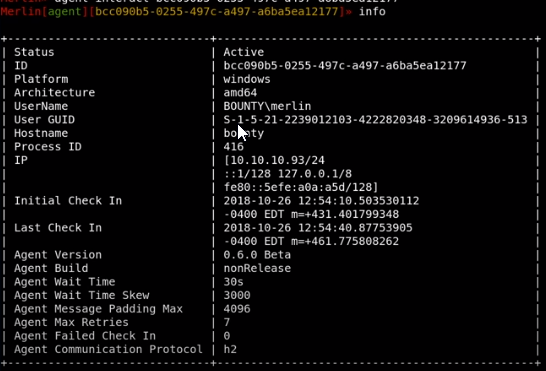 Merlin[agent][bcc090b5-0255-497c-a497-a6ba5ea12177]» info
+-----+-----+
| Status | Active |
| ID | bcc090b5-0255-497c-a497-a6ba5ea12177 |
| Platform | windows |
| Architecture | amd64 |
| UserName | BOUNTY\merlin |
| User GUID | S-1-5-21-2239012103-4222820348-3209614936-513 |
| Hostname | bounty |
| Process ID | 416 |
| IP | [10.10.10.93/24 |
| | ::1/128 127.0.0.1/8 |
| | fe80::5efe:a0a:a5d/128] |
| Initial Check In | 2018-10-26 12:54:10.503530112 |
| | -0400 EDT m=+431.401799348 |
| Last Check In | 2018-10-26 12:54:40.87753905 |
| | -0400 EDT m=+461.775808262 |
| Agent Version | 0.6.0 Beta |
| Agent Build | nonRelease |
| Agent Wait Time | 30s |
| Agent Wait Time Skew | 3000 |
| Agent Message Padding Max | 4096 |
| Agent Max Retries | 7 |
| Agent Failed Check In | 0 |
| Agent Communication Protocol | h2 |
+-----+-----+